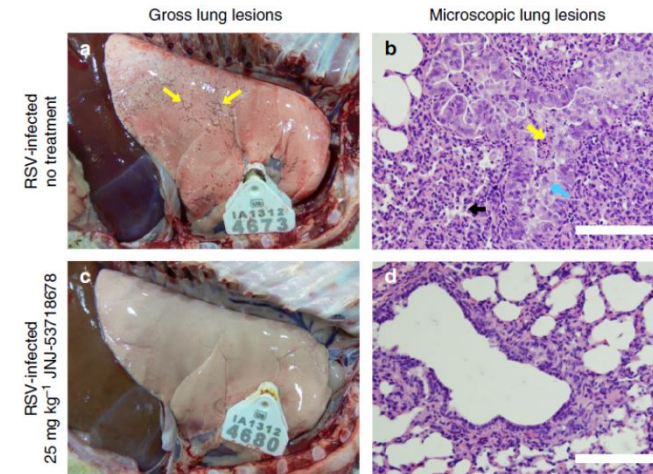 Gross lung lesions
Microscopic lung lesions
RSV-infected
no treatment
a
US
IA1312
4673
b
RSV-infected
25 mg kg⁻¹ JNJ-53718678
c
IA1312
4680
d